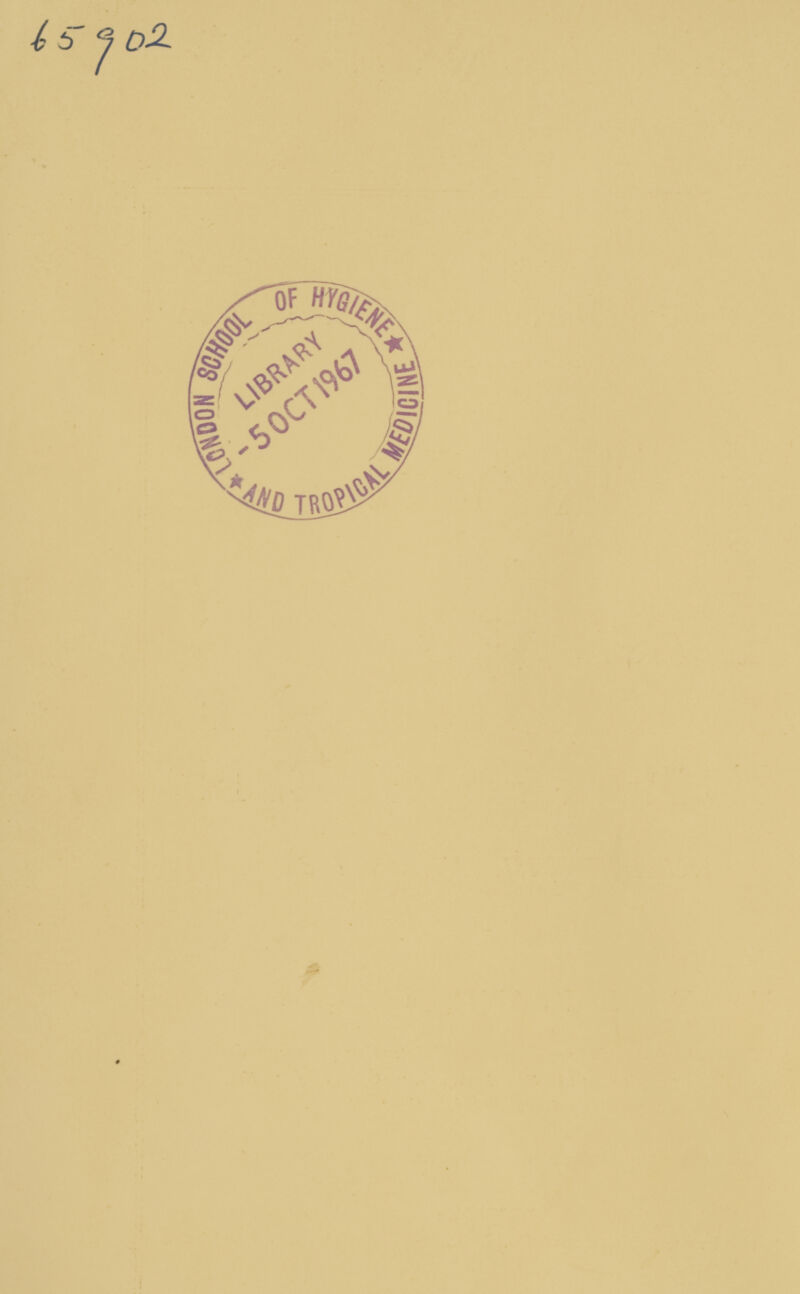 65902
LONDON SCHOOL OF HYGIENE ★
LIBRARY
-5 OCT 1967
★ AND TROPICAL MEDICINE